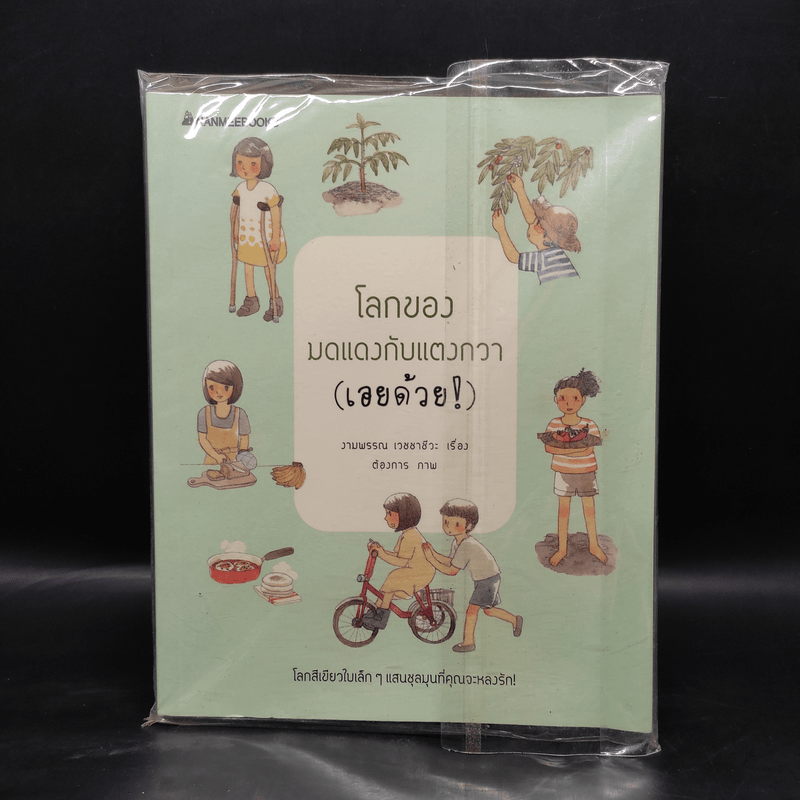 NANMEEBOOKS
โลกของ
มดแดงกับแตงกวา
(เอยด้วย!)
งามพรรณ เวชชาชีวะ เรื่อง
ต้องการ ภาพ
โลกสีเขียวใบเล็ก ๆ แสนซุลมุนที่คุณจะหลงรัก!